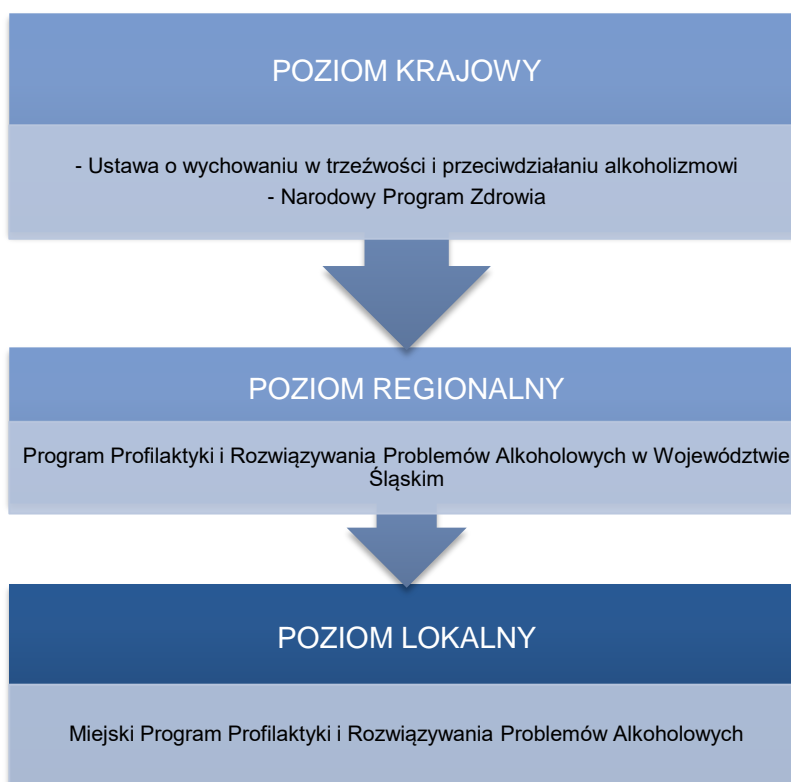 POZIOM KRAJOWY
- Ustawa o wychowaniu w trzeźwości i przeciwdziałaniu alkoholizmowi
- Narodowy Program Zdrowia
POZIOM REGIONALNY
Program Profilaktyki i Rozwiązywania Problemów Alkoholowych w Województwie
Śląskim
POZIOM LOKALNY
Miejski Program Profilaktyki i Rozwiązywania Problemów Alkoholowych